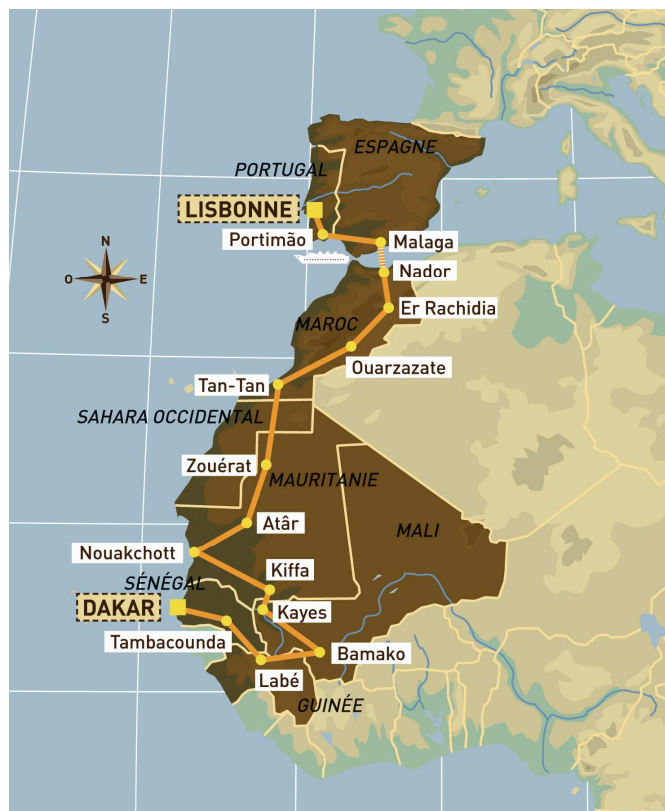 ESPAGNE
PORTUGAL
LISBONNE
Portimão
Malaga
N
O
E
S
Nador
Er Rachidia
MAROC
Ouarzazate
Tan-Tan
SAHARA OCCIDENTAL
Zouérat
MAURITANIE
Atâr
MALI
Nouakchott
Kiffa
SÉNÉGAL
DAKAR
Kayes
Tambacounda
Bamako
Labé
GUINÉE